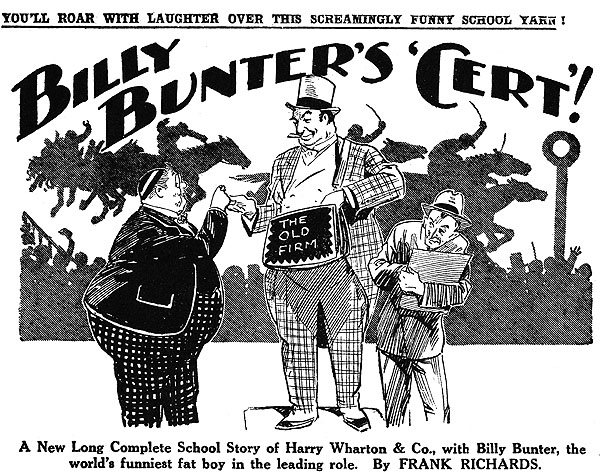 YOU'LL ROAR WITH LAUGHTER OVER THIS SCREAMINGLY FUNNY SCHOOL YARN!
BILLY
BUNTER'S 'CERT'!
THE
OLD
FIRM
A New Long Complete School Story of Harry Wharton & Co., with Billy Bunter, the
world's funniest fat boy in the leading role. By FRANK RICHARDS.